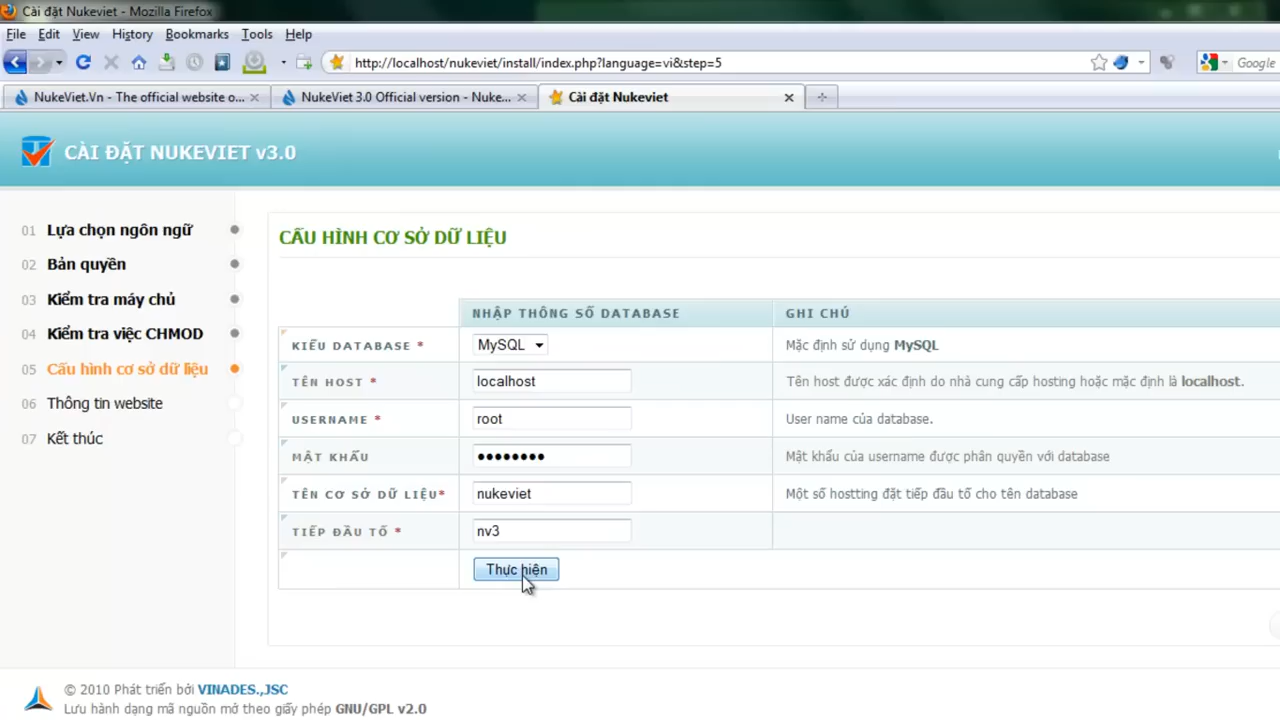 Cài đặt Nukeviet - Mozilla Firefox
File Edit View History Bookmarks Tools Help
http://localhost/nukeviet/install/index.php?language=vi&step=5
Google
NukeViet.Vn - The official website o...
NukeViet 3.0 Official version - Nuke...
Cài đặt Nukeviet
CÀI ĐẶT NUKEVIET v3.0
01 Lựa chọn ngôn ngữ
02 Bản quyền
03 Kiểm tra máy chủ
04 Kiểm tra việc CHMOD
05 Cấu hình cơ sở dữ liệu
06 Thông tin website
07 Kết thúc
CẤU HÌNH CƠ SỞ DỮ LIỆU
NHẬP THÔNG SỐ DATABASE GHI CHÚ
KIỂU DATABASE * MySQL Mặc định sử dụng MySQL
TÊN HOST * localhost Tên host được xác định do nhà cung cấp hosting hoặc mặc định là localhost.
USERNAME * root User name của database.
MẬT KHẨU ●●●●●●●● Mật khẩu của username được phân quyền với database
TÊN CƠ SỞ DỮ LIỆU* nukeviet Một số hostting đặt tiếp đầu tố cho tên database
TIẾP ĐẦU TỐ * nv3
Thực hiện
© 2010 Phát triển bởi VINADES.,JSC
Lưu hành dạng mã nguồn mở theo giấy phép GNU/GPL v2.0